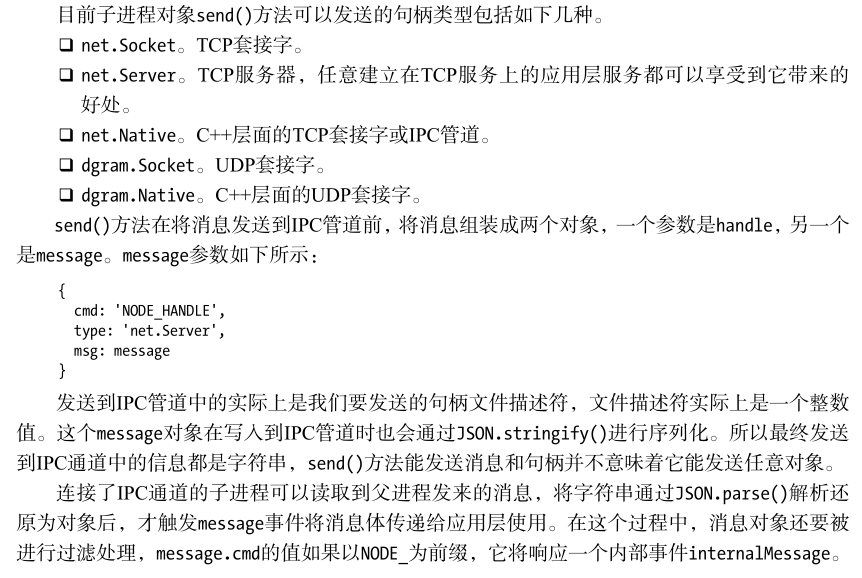 目前子进程对象send()方法可以发送的句柄类型包括如下几种。
❑ net.Socket。TCP套接字。
❑ net.Server。TCP服务器，任意建立在TCP服务上的应用层服务都可以享受到它带来的
好处。
❑ net.Native。C++层面的TCP套接字或IPC管道。
❑ dgram.Socket。UDP套接字。
❑ dgram.Native。C++层面的UDP套接字。
send()方法在将消息发送到IPC管道前，将消息组装成两个对象，一个参数是handle，另一个
是message。message参数如下所示：
{
  cmd: 'NODE_HANDLE',
  type: 'net.Server',
  msg: message
}
发送到IPC管道中的实际上是我们要发送的句柄文件描述符，文件描述符实际上是一个整数
值。这个message对象在写入到IPC管道时也会通过JSON.stringify()进行序列化。所以最终发送
到IPC通道中的信息都是字符串，send()方法能发送消息和句柄并不意味着它能发送任意对象。
连接了IPC通道的子进程可以读取到父进程发来的消息，将字符串通过JSON.parse()解析还
原为对象后，才触发message事件将消息体传递给应用层使用。在这个过程中，消息对象还要被
进行过滤处理，message.cmd的值如果以NODE_为前缀，它将响应一个内部事件internalMessage。